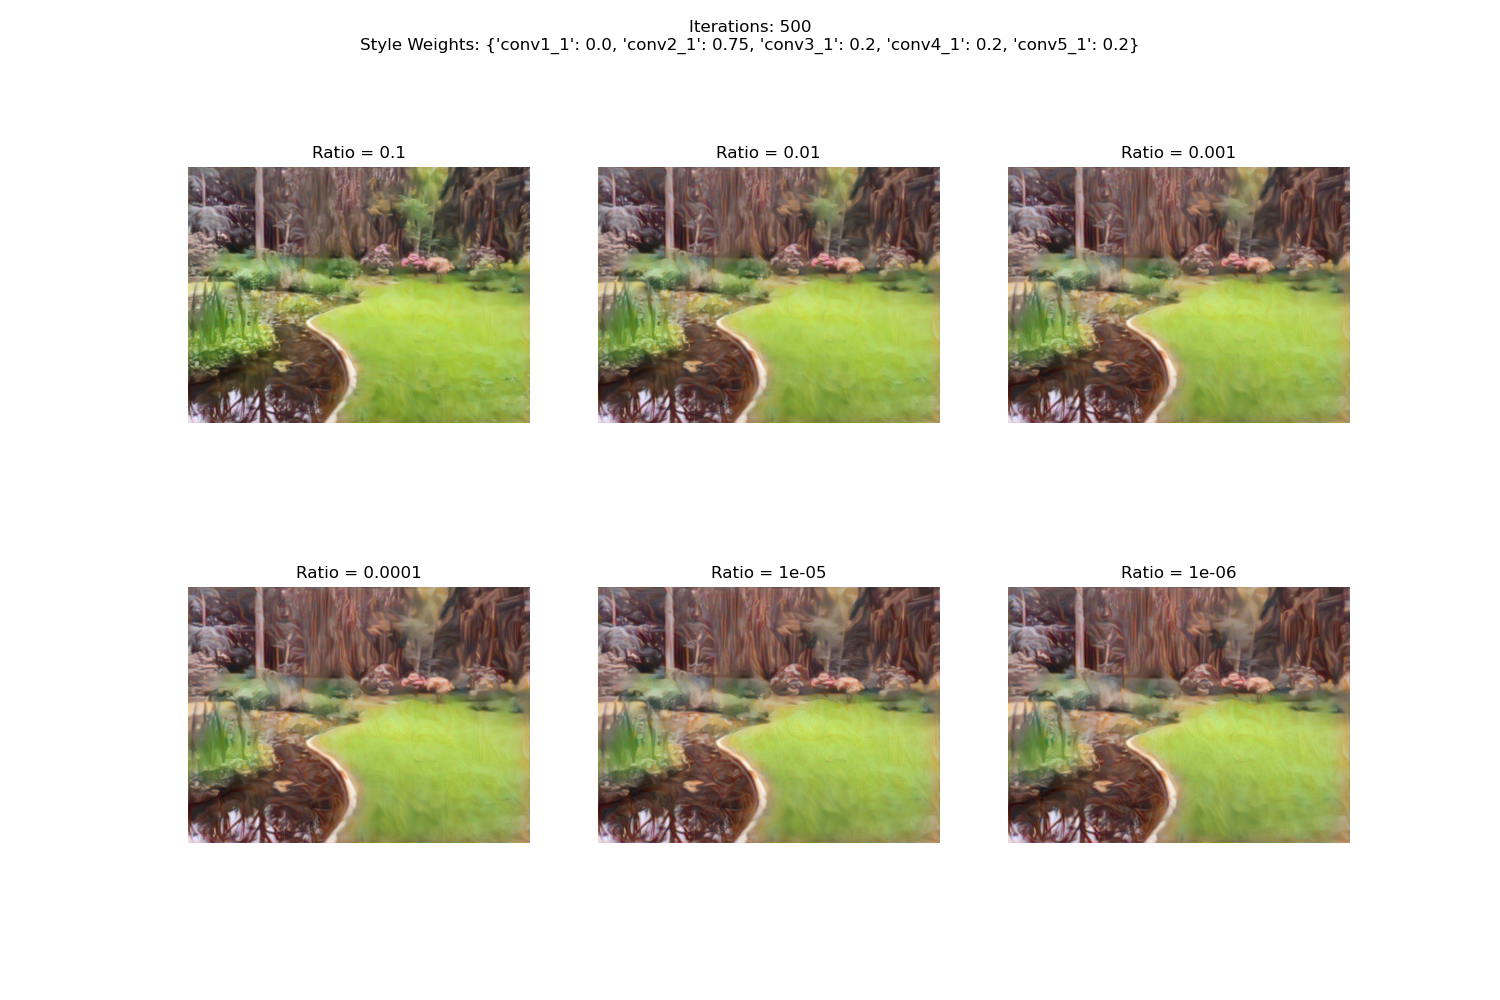 Iterations: 500
Style Weights: {'conv1_1': 0.0, 'conv2_1': 0.75, 'conv3_1': 0.2, 'conv4_1': 0.2, 'conv5_1': 0.2}
Ratio = 0.1
Ratio = 0.01
Ratio = 0.001
Ratio = 0.0001
Ratio = 1e-05
Ratio = 1e-06